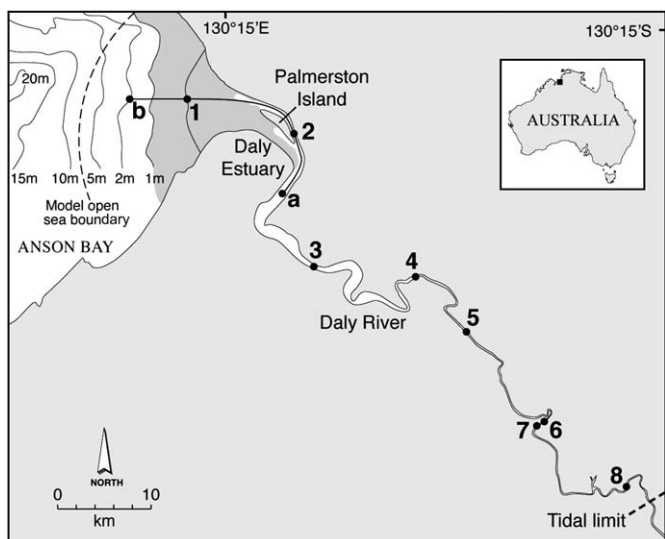 130°15'E
130°15'S
20m
b
1
Palmerston
Island
2
AUSTRALIA
Daly
Estuary
15m
10m
5m
2m
1m
a
Model open
sea boundary
ANSON BAY
3
4
Daly River
5
7
6
NORTH
8
0
10
km
Tidal limit